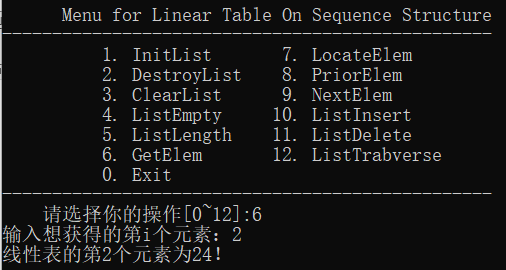 Menu for Linear Table On Sequence Structure
-------------------------------------------------
1. InitList 7. LocateElem
2. DestroyList 8. PriorElem
3. ClearList 9. NextElem
4. ListEmpty 10. ListInsert
5. ListLength 11. ListDelete
6. GetElem 12. ListTrabverse
0. Exit
-------------------------------------------------
请选择你的操作[0~12]:6
输入想获得的第i个元素：2
线性表的第2个元素为24！